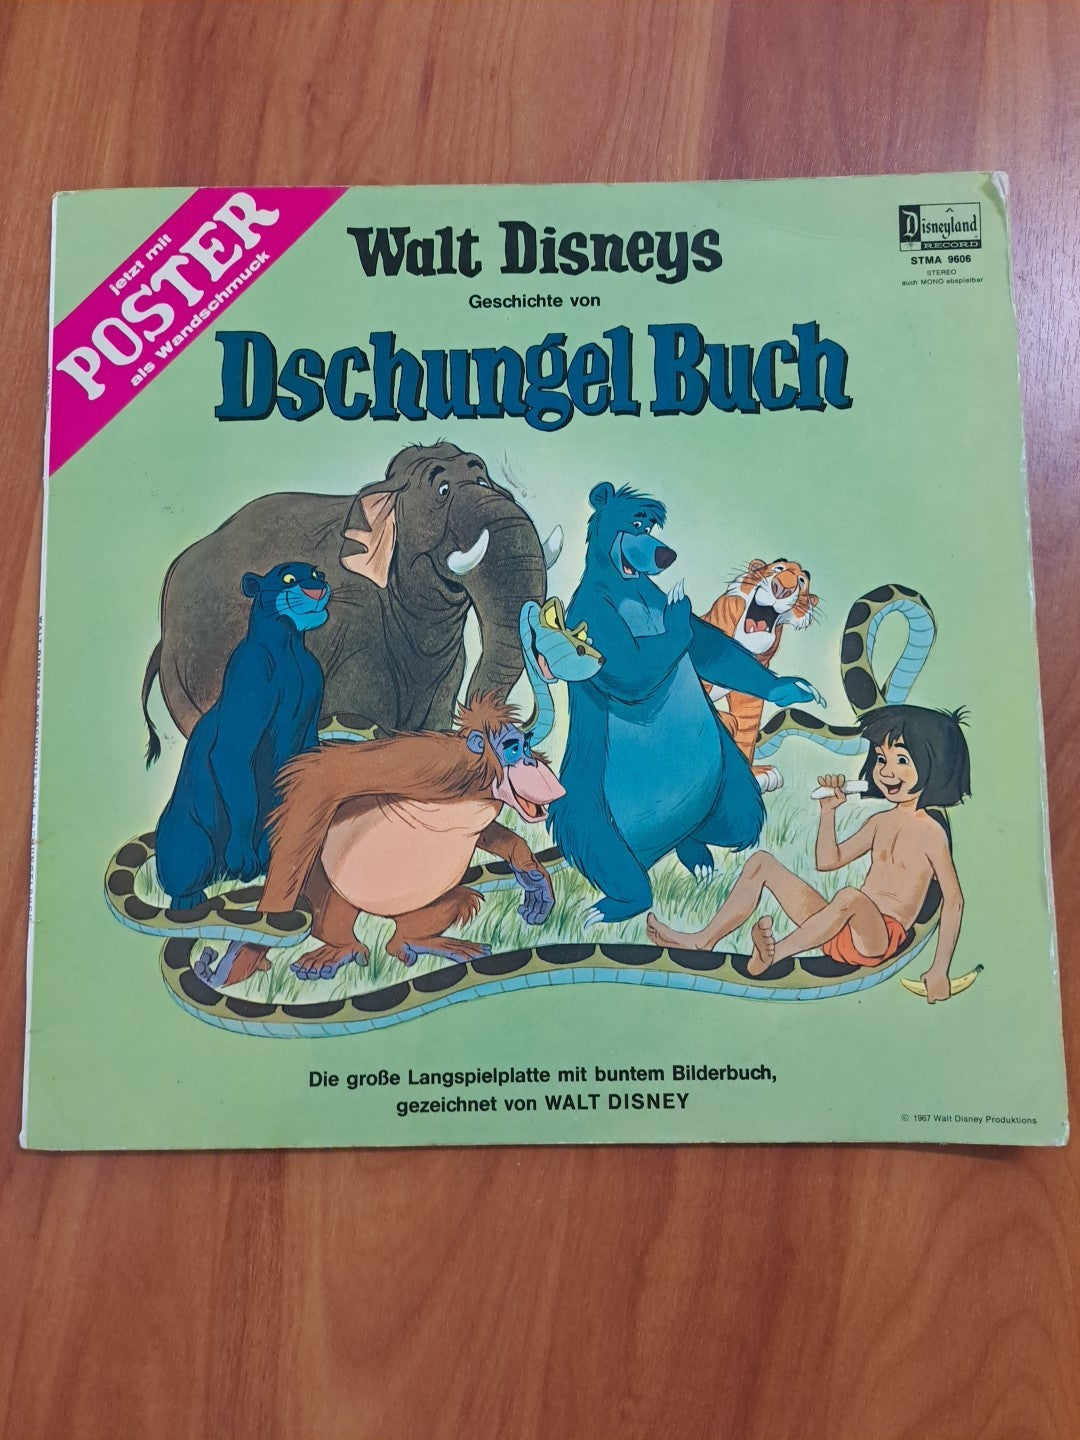 jetzt mit
POSTER
als Wandschmuck
Walt Disneys
Geschichte von
Dschungel Buch
Disneyland
RECORD
STMA 9606
STEREO
auch MONO abspielbar
Die große Langspielplatte mit buntem Bilderbuch,
gezeichnet von WALT DISNEY
© 1967 Walt Disney Produktions